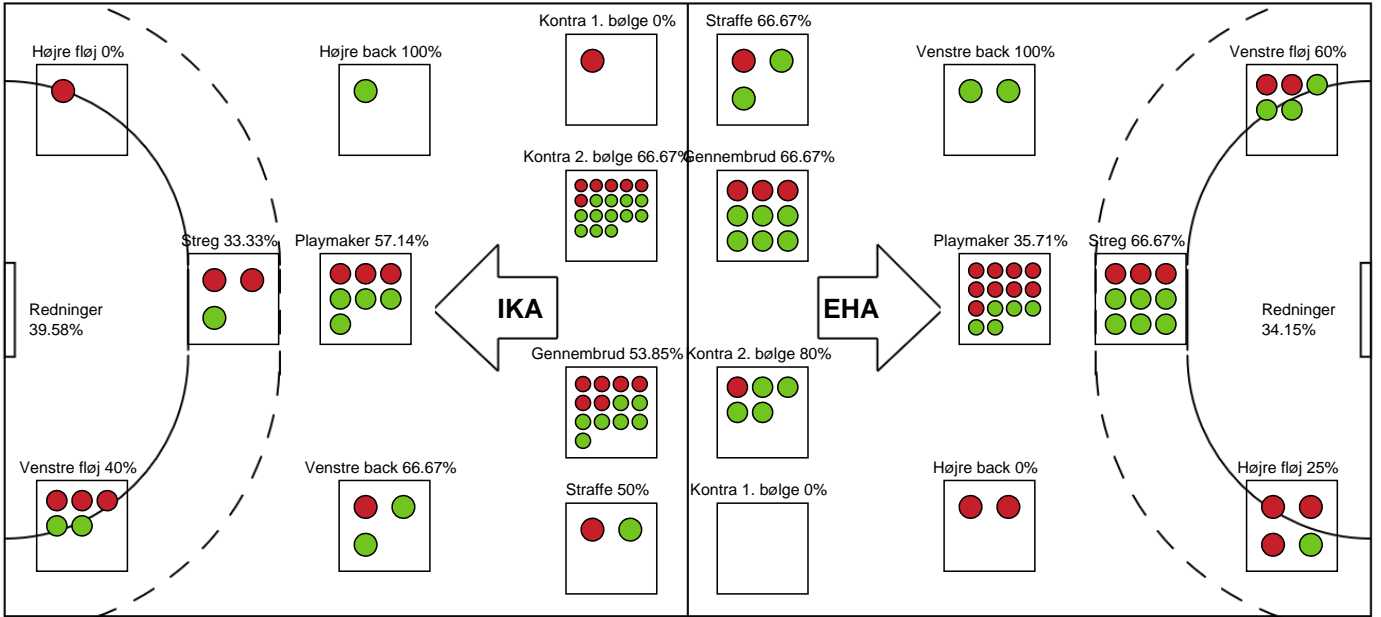 Kontra 1. bølge 0%
Straffe 66.67%
Højre fløj 0%
Højre back 100%
Venstre back 100%
Venstre fløj 60%
Kontra 2. bølge 66.67%
Gennembrud 66.67%
Streg 33.33%
Playmaker 57.14%
Playmaker 35.71%
Streg 66.67%
Redninger
39.58%
IKA
EHA
Redninger
34.15%
Gennembrud 53.85%
Kontra 2. bølge 80%
Venstre fløj 40%
Venstre back 66.67%
Højre back 0%
Højre fløj 25%
Straffe 50%
Kontra 1. bølge 0%